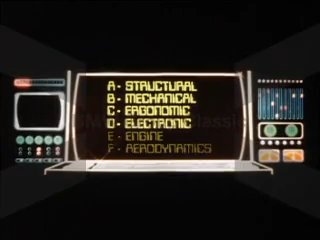 A - STRUCTURAL
B - MECHANICAL
C - ERGONOMIC
D - ELECTRONIC
E - ENGINE
F - AERODYNAMICS